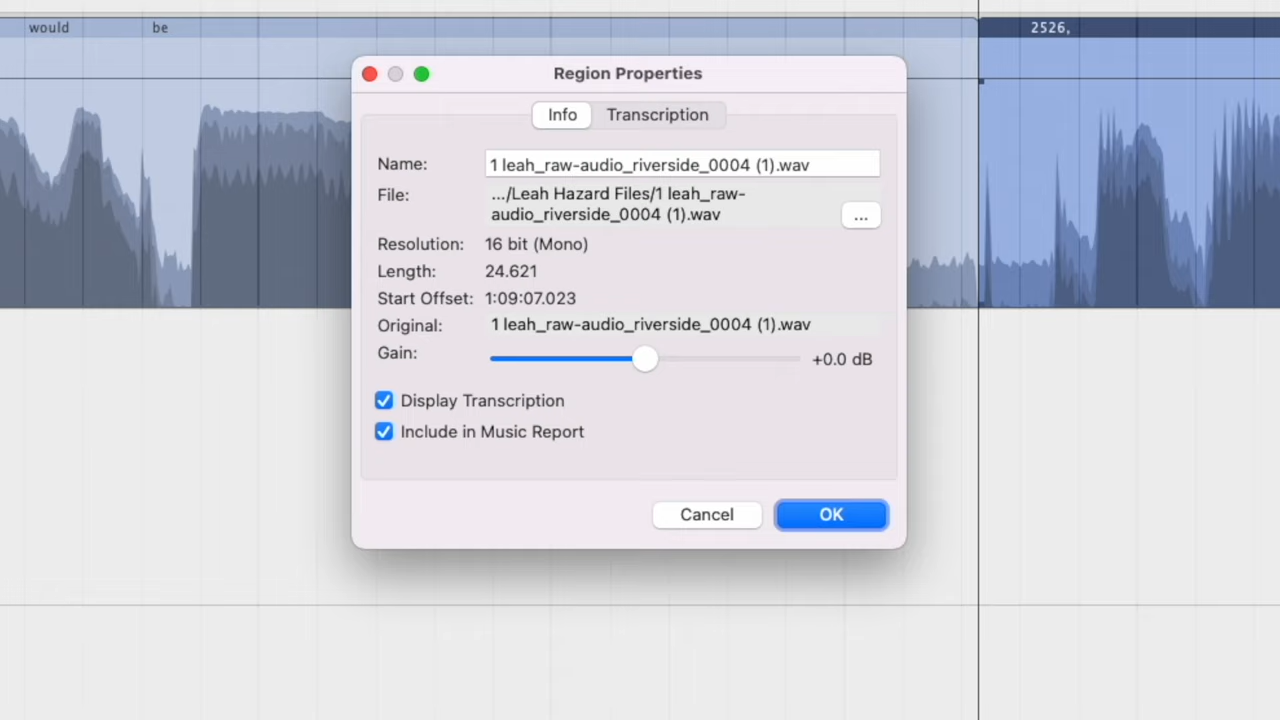 would be 2526,
Region Properties
Info Transcription
Name: 1 leah_raw-audio_riverside_0004 (1).wav
File: .../Leah Hazard Files/1 leah_raw-
audio_riverside_0004 (1).wav ...
Resolution: 16 bit (Mono)
Length: 24.621
Start Offset: 1:09:07.023
Original: 1 leah_raw-audio_riverside_0004 (1).wav
Gain: +0.0 dB
Display Transcription
Include in Music Report
Cancel OK